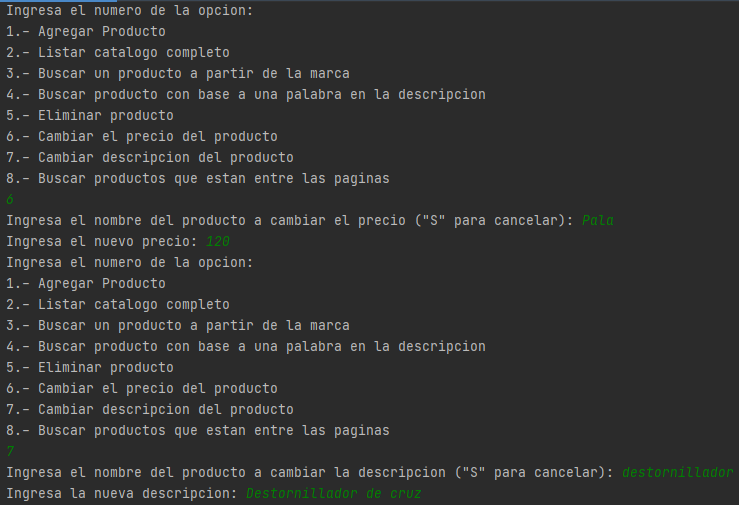 Ingresa el numero de la opcion:
1.- Agregar Producto
2.- Listar catalogo completo
3.- Buscar un producto a partir de la marca
4.- Buscar producto con base a una palabra en la descripcion
5.- Eliminar producto
6.- Cambiar el precio del producto
7.- Cambiar descripcion del producto
8.- Buscar productos que estan entre las paginas
6
Ingresa el nombre del producto a cambiar el precio ("S" para cancelar): Pala
Ingresa el nuevo precio: 120
Ingresa el numero de la opcion:
1.- Agregar Producto
2.- Listar catalogo completo
3.- Buscar un producto a partir de la marca
4.- Buscar producto con base a una palabra en la descripcion
5.- Eliminar producto
6.- Cambiar el precio del producto
7.- Cambiar descripcion del producto
8.- Buscar productos que estan entre las paginas
7
Ingresa el nombre del producto a cambiar la descripcion ("S" para cancelar): destornillador
Ingresa la nueva descripcion: Destornillador de cruz